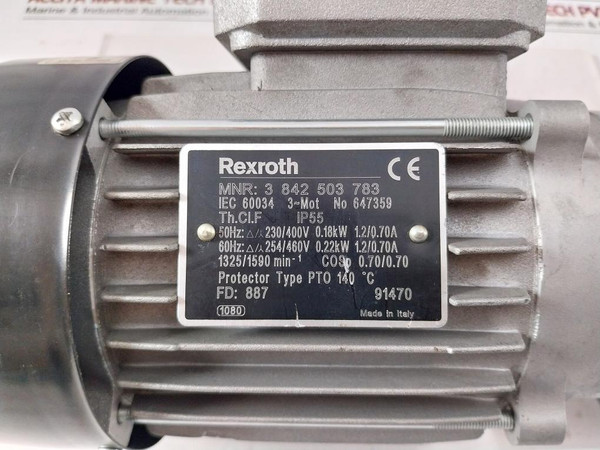 Rexroth CE
MNR: 3 842 503 783
IEC 60034 3~Mot No 647359
Th.Cl.F IP55
50Hz: △/⅄ 230/400V 0.18kW 1.2/0.70A
60Hz: △/⅄ 254/460V 0.22kW 1.2/0.70A
1325/1590 min⁻¹ COSφ 0.70/0.70
Protector Type PTO 140 °C
FD: 887 91470
1080 Made in Italy